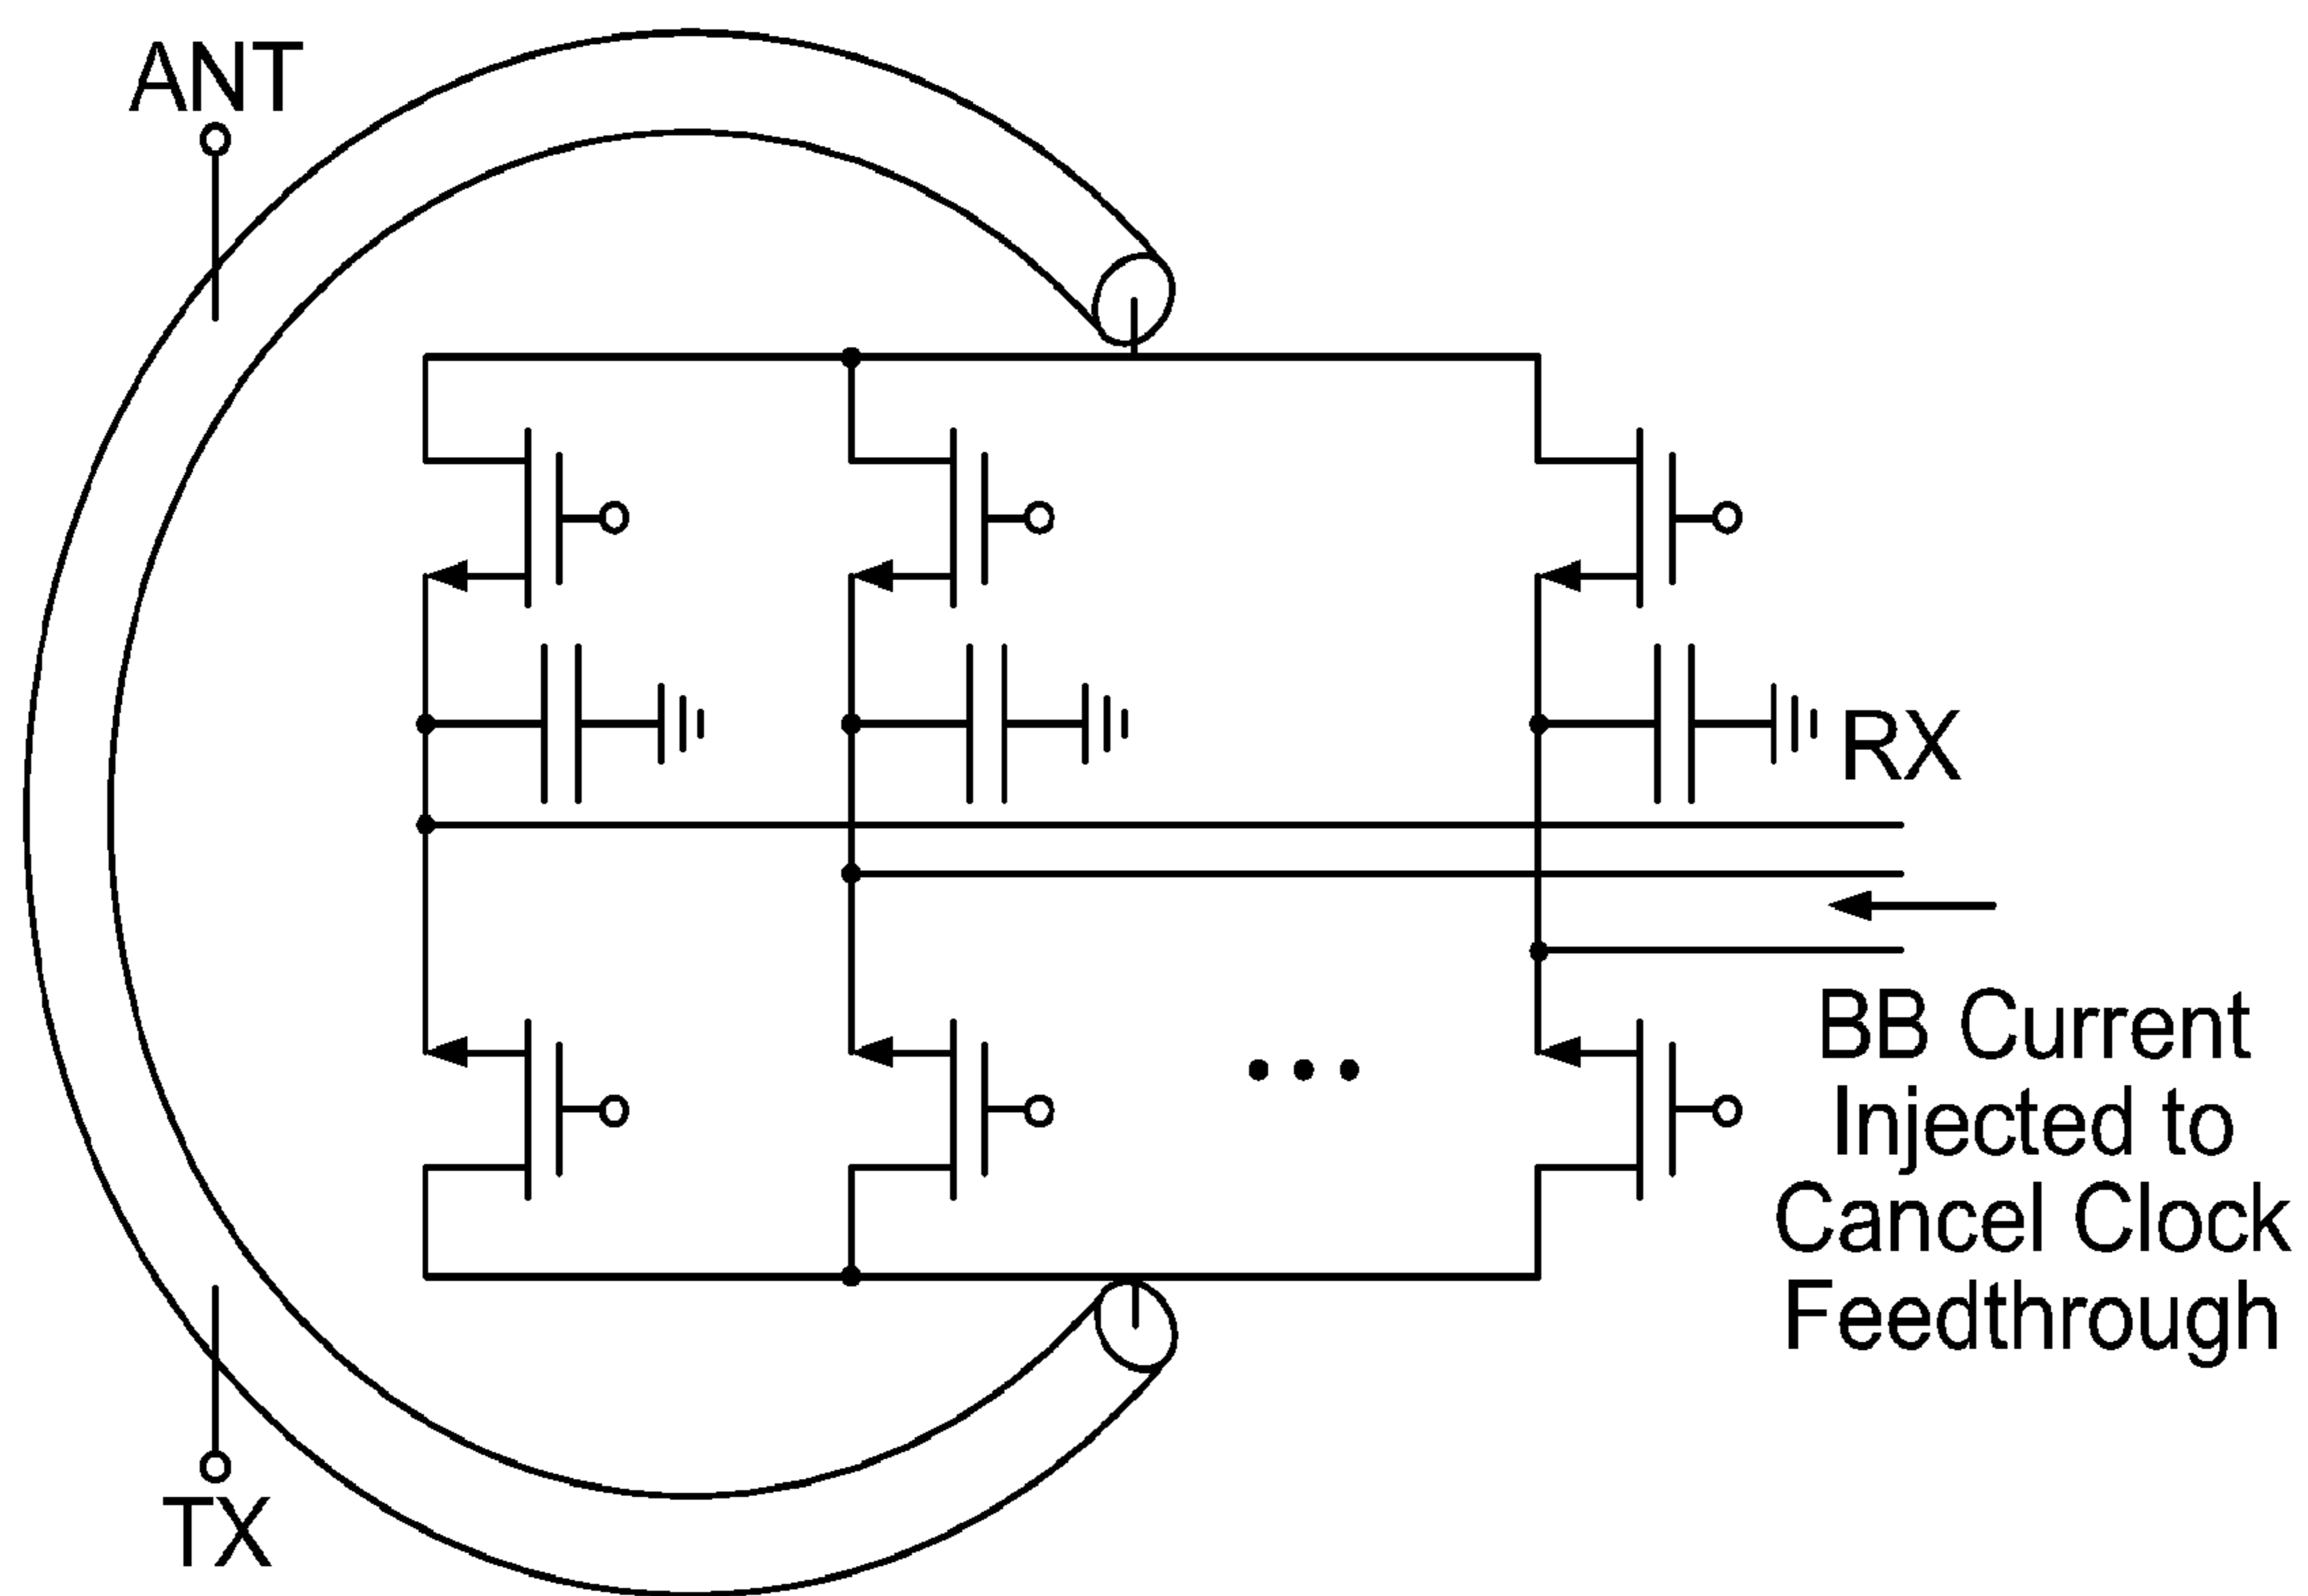 ANT
RX
BB Current
Injected to
Cancel Clock
Feedthrough
TX